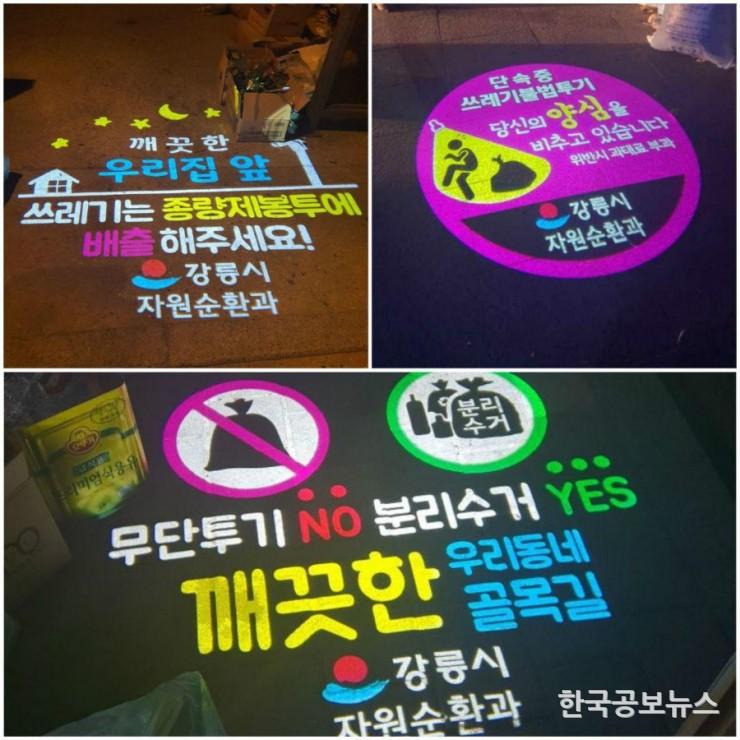 깨끗한
우리집 앞
쓰레기는 종량제봉투에
배출해주세요!
강릉시
자원순환과
단속중
쓰레기불법투기
당신의 양심을
비추고 있습니다
위반시 과태료 부과
강릉시
자원순환과
분리
수거
무단투기 NO 분리수거 YES
깨끗한 우리동네
골목길
강릉시
자원순환과
한국공보뉴스